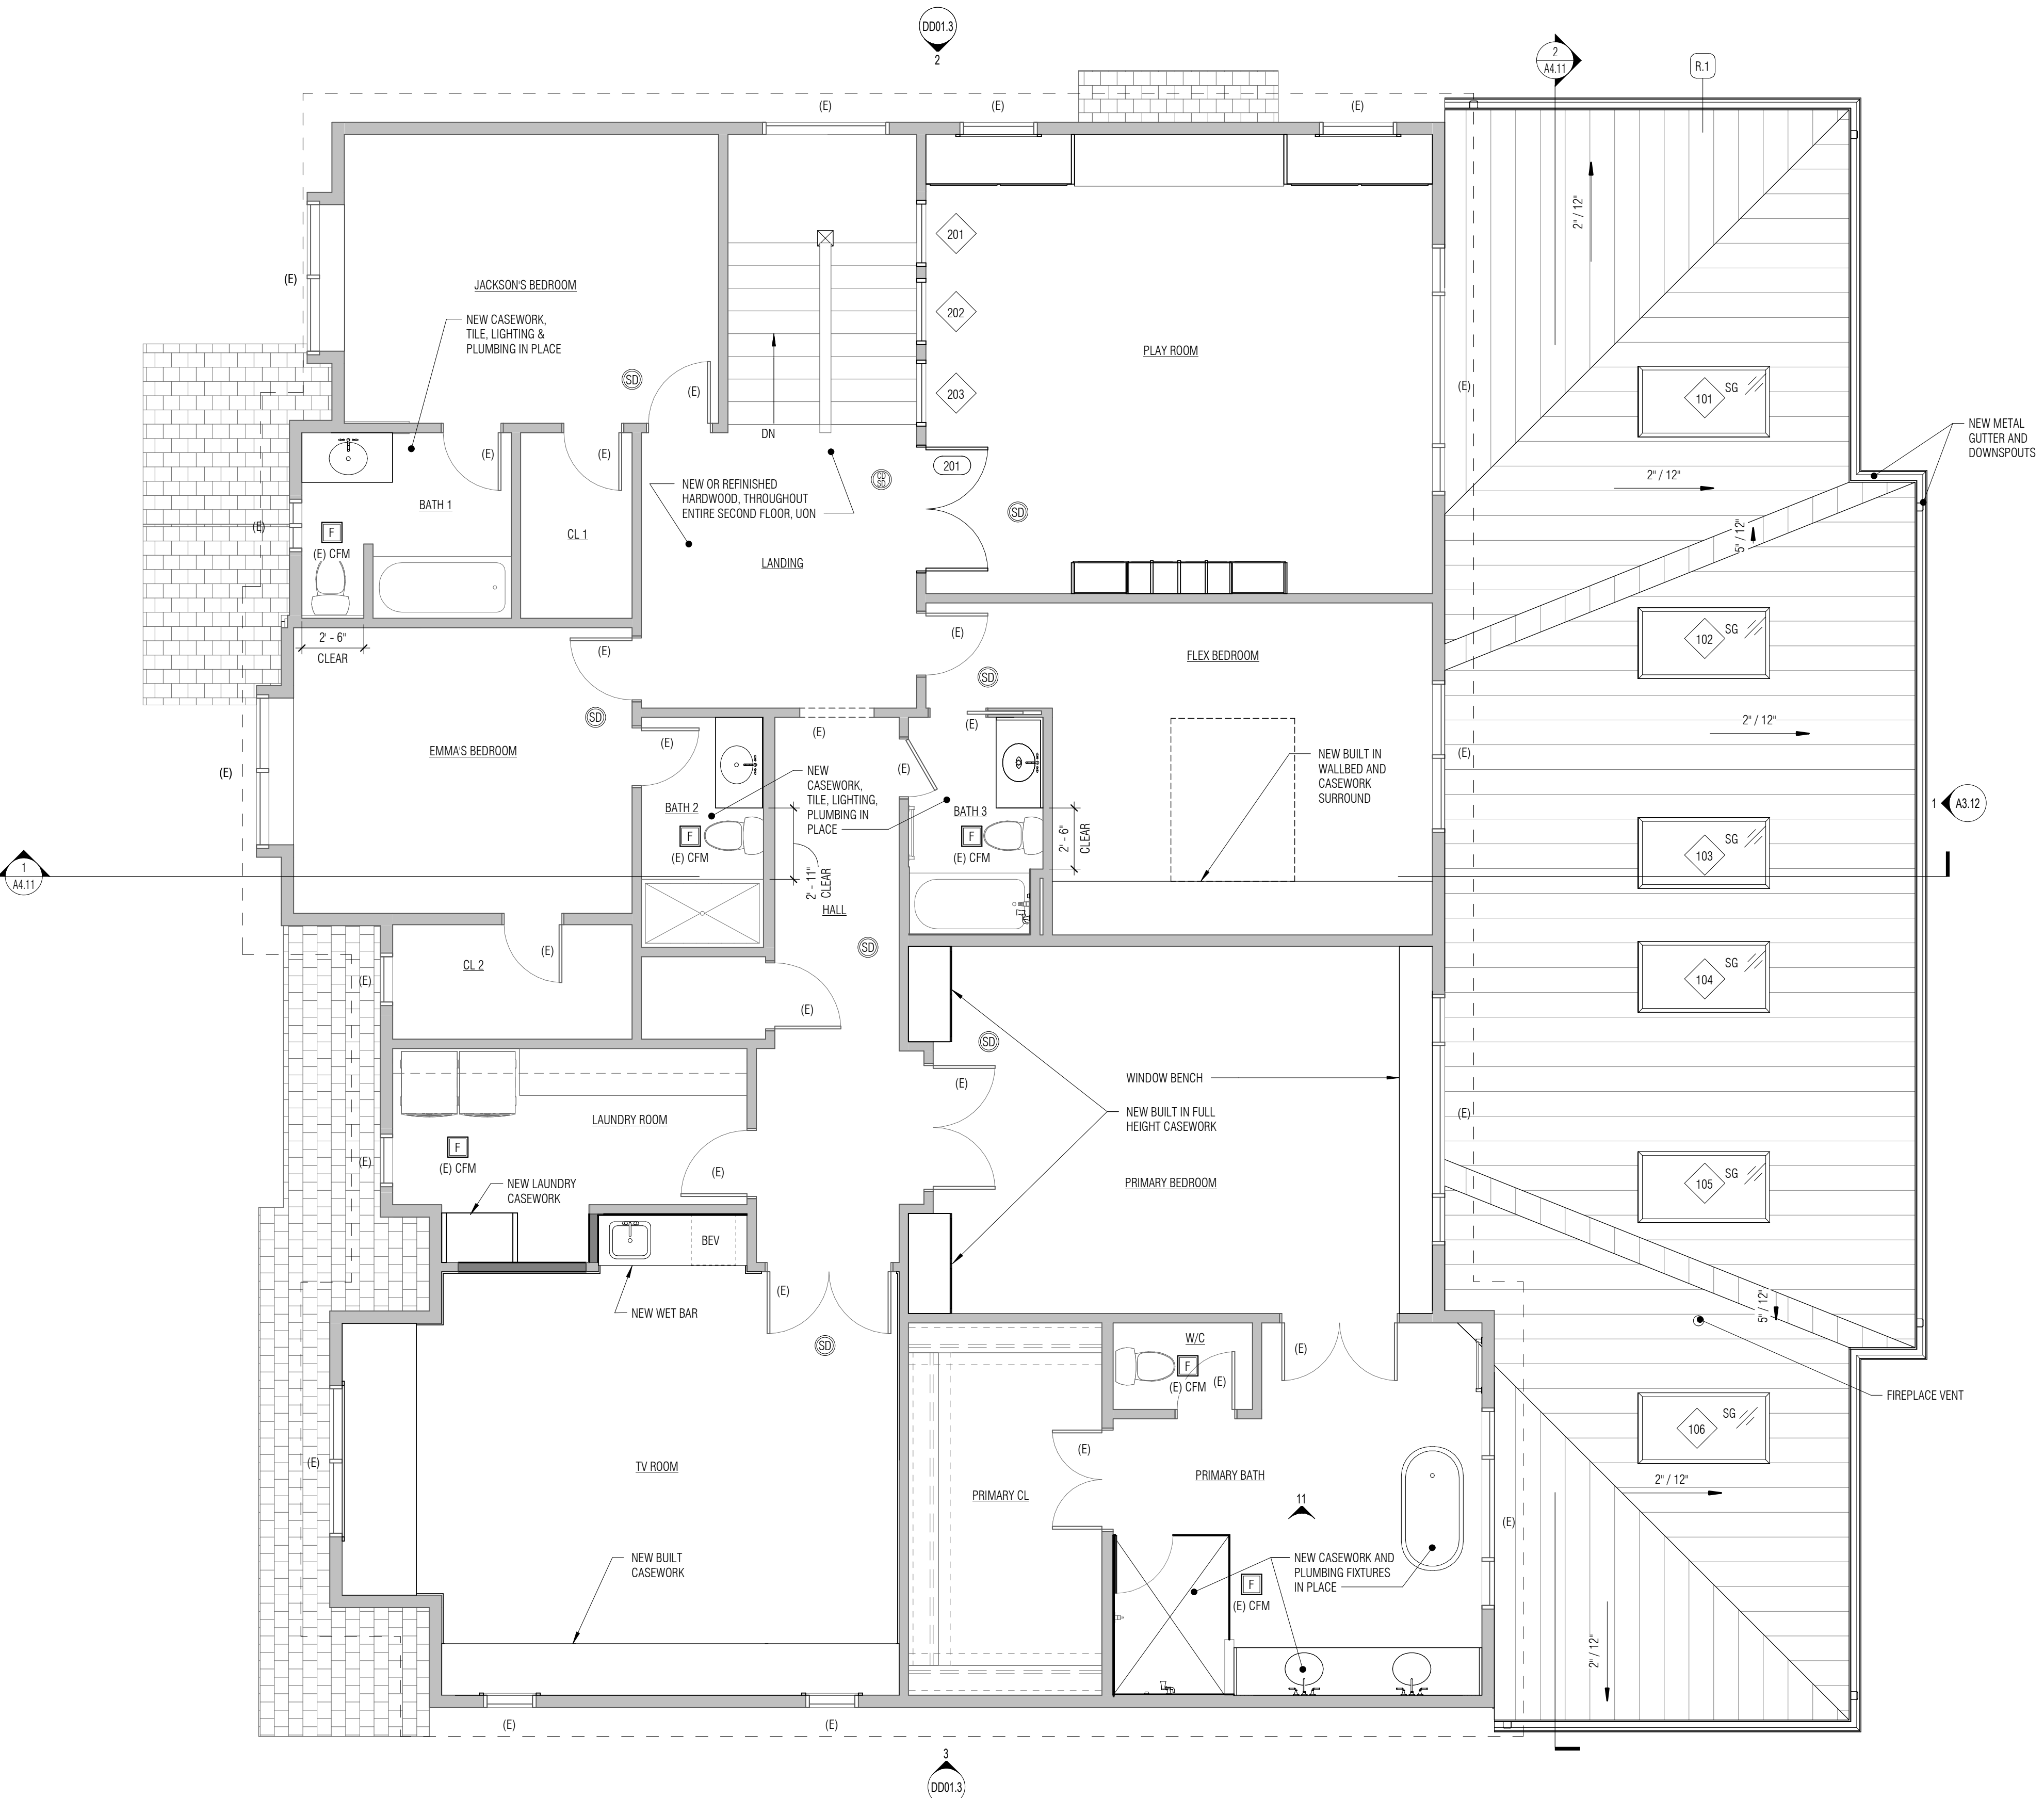 DD01.3
2
2
A4.11
R.1
(E)
(E)
(E)
2" / 12"
201
202
203
(E)
JACKSON'S BEDROOM
NEW CASEWORK,
TILE, LIGHTING &
PLUMBING IN PLACE
PLAY ROOM
SD
(E)
(E)
101
SG
DN
NEW METAL
GUTTER AND
DOWNSPOUTS
(E)
(E)
201
2" / 12"
CO
SD
NEW OR REFINISHED
HARDWOOD, THROUGHOUT
ENTIRE SECOND FLOOR, UON
BATH 1
SD
(E)
F
(E) CFM
CL 1
LANDING
5" / 12"
2' - 6"
CLEAR
(E)
(E)
FLEX BEDROOM
102
SG
SD
SD
(E)
EMMA'S BEDROOM
(E)
(E)
(E)
(E)
2" / 12"
(E)
NEW
CASEWORK,
TILE, LIGHTING,
PLUMBING IN
PLACE
NEW BUILT IN
WALLBED AND
CASEWORK
SURROUND
BATH 2
F
(E) CFM
BATH 3
F
(E) CFM
2' - 6"
CLEAR
1
A3.12
103
SG
1
A4.11
2' - 11"
CLEAR
HALL
SD
CL 2
(E)
(E)
(E)
104
SG
SD
WINDOW BENCH
(E)
NEW BUILT IN FULL
HEIGHT CASEWORK
(E)
LAUNDRY ROOM
F
(E) CFM
(E)
(E)
PRIMARY BEDROOM
105
SG
NEW LAUNDRY
CASEWORK
BEV
(E)
NEW WET BAR
5" / 12"
SD
W/C
F
(E) CFM
(E)
(E)
FIREPLACE VENT
106
SG
(E)
TV ROOM
(E)
PRIMARY CL
PRIMARY BATH
2" / 12"
11
(E)
NEW BUILT
CASEWORK
NEW CASEWORK AND
PLUMBING FIXTURES
IN PLACE
F
(E) CFM
2" / 12"
(E)
(E)
3
DD01.3